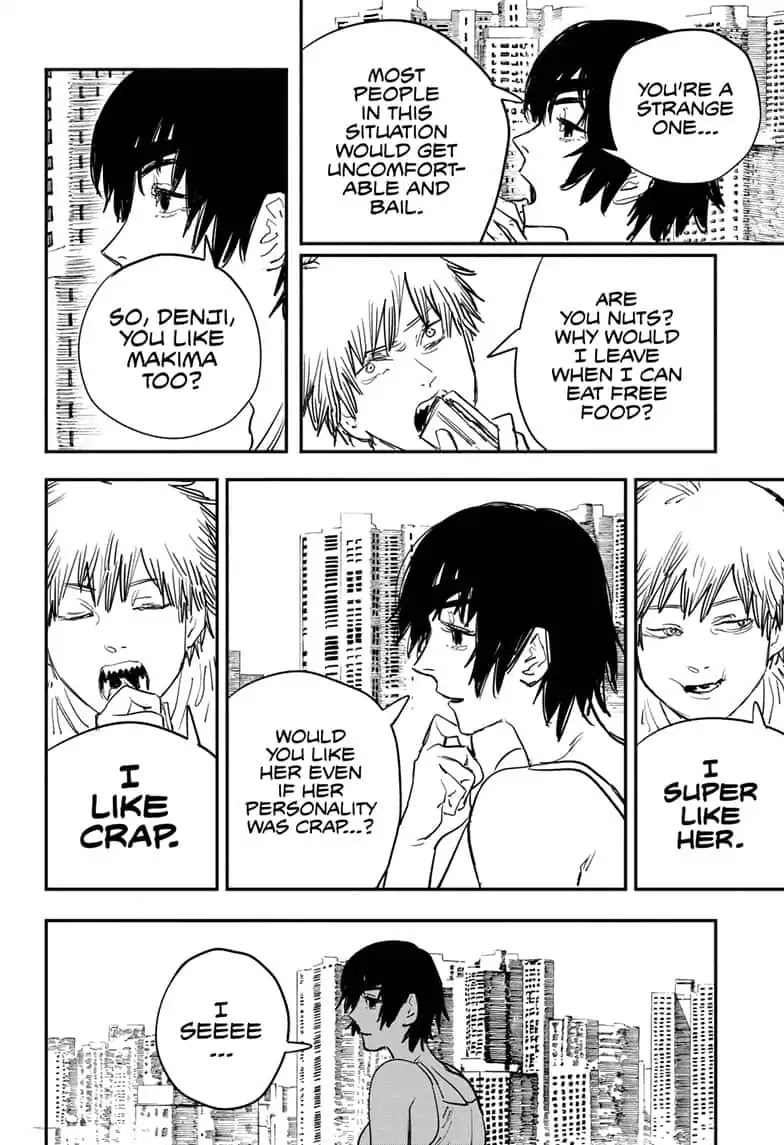 YOU'RE A
STRANGE
ONE...
MOST
PEOPLE
IN THIS
SITUATION
WOULD GET
UNCOMFORT-
ABLE AND
BAIL.
ARE
YOU NUTS?
WHY WOULD
I LEAVE
WHEN I CAN
EAT FREE
FOOD?
SO, DENJI,
YOU LIKE
MAKIMA
TOO?
I
SUPER
LIKE
HER.
WOULD
YOU LIKE
HER EVEN
IF HER
PERSONALITY
WAS CRAP...?
I
LIKE
CRAP.
I
SEEEE
...